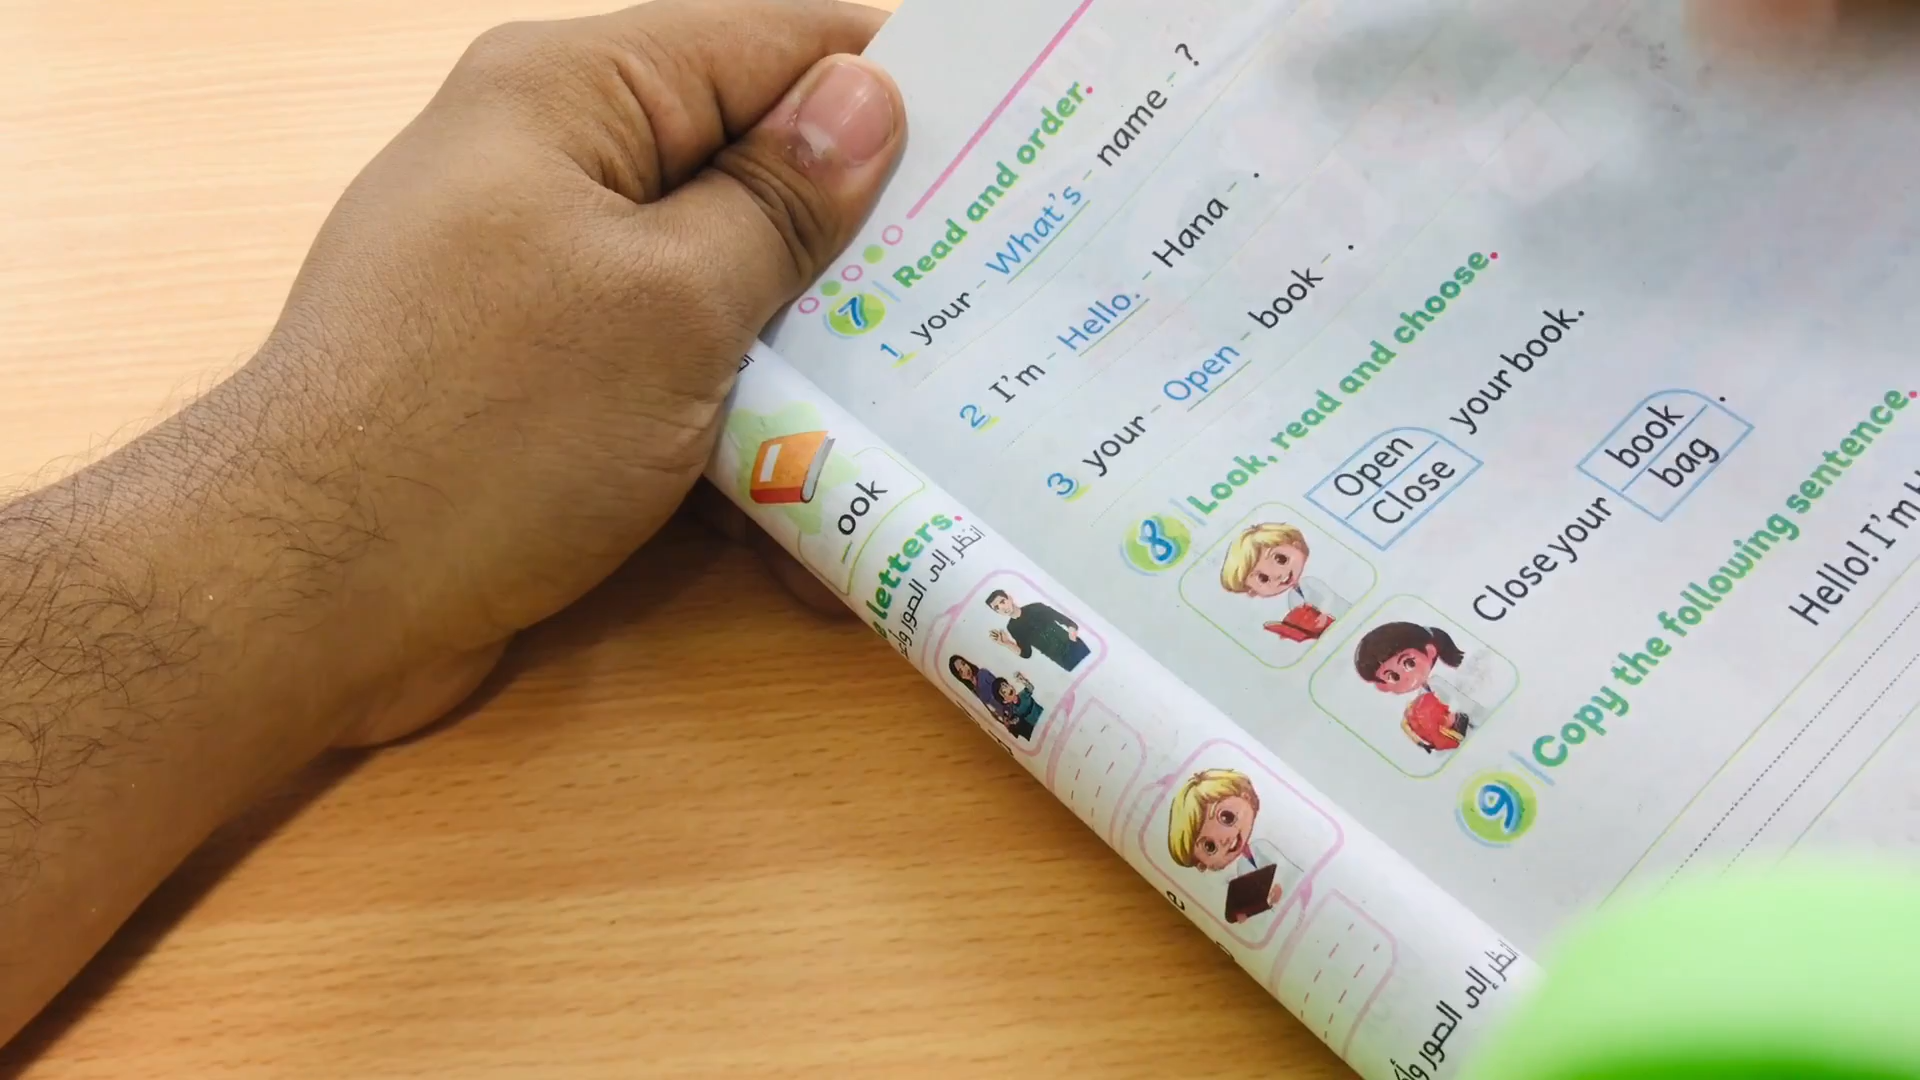 7 Read and order.
1 your - What's - name - ?
2 I'm - Hello. - Hana - .
3 your - Open - book - .
8 Look, read and choose.
Open
Close
your book.
Close your
book
bag
.
9 Copy the following sentence.
Hello! I'm
_ook
letters.
انظر إلى الصور
انظر إلى الصور